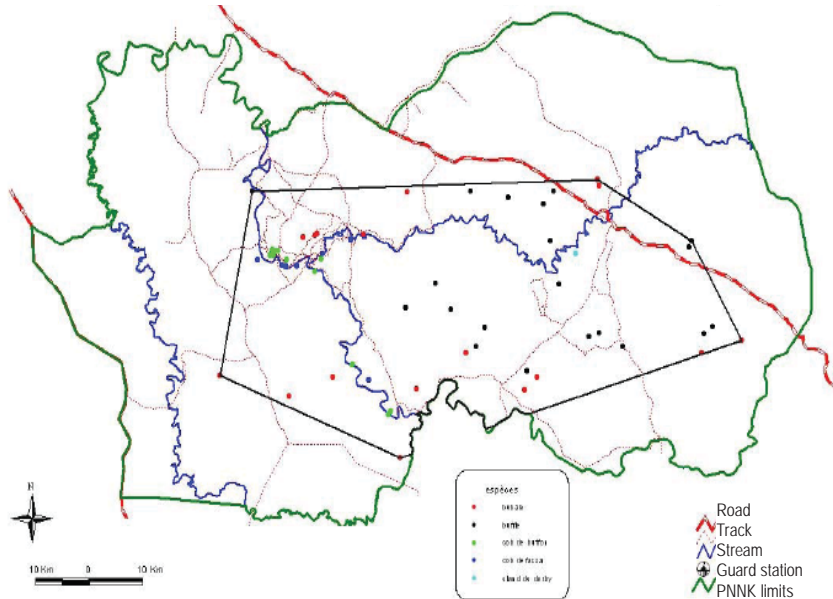 N
10 Km
0
10 Km
espèces
bubale
buffle
cob de buffon
cob defassa
eland de derby
Road
Track
Stream
Guard station
PNNK limits